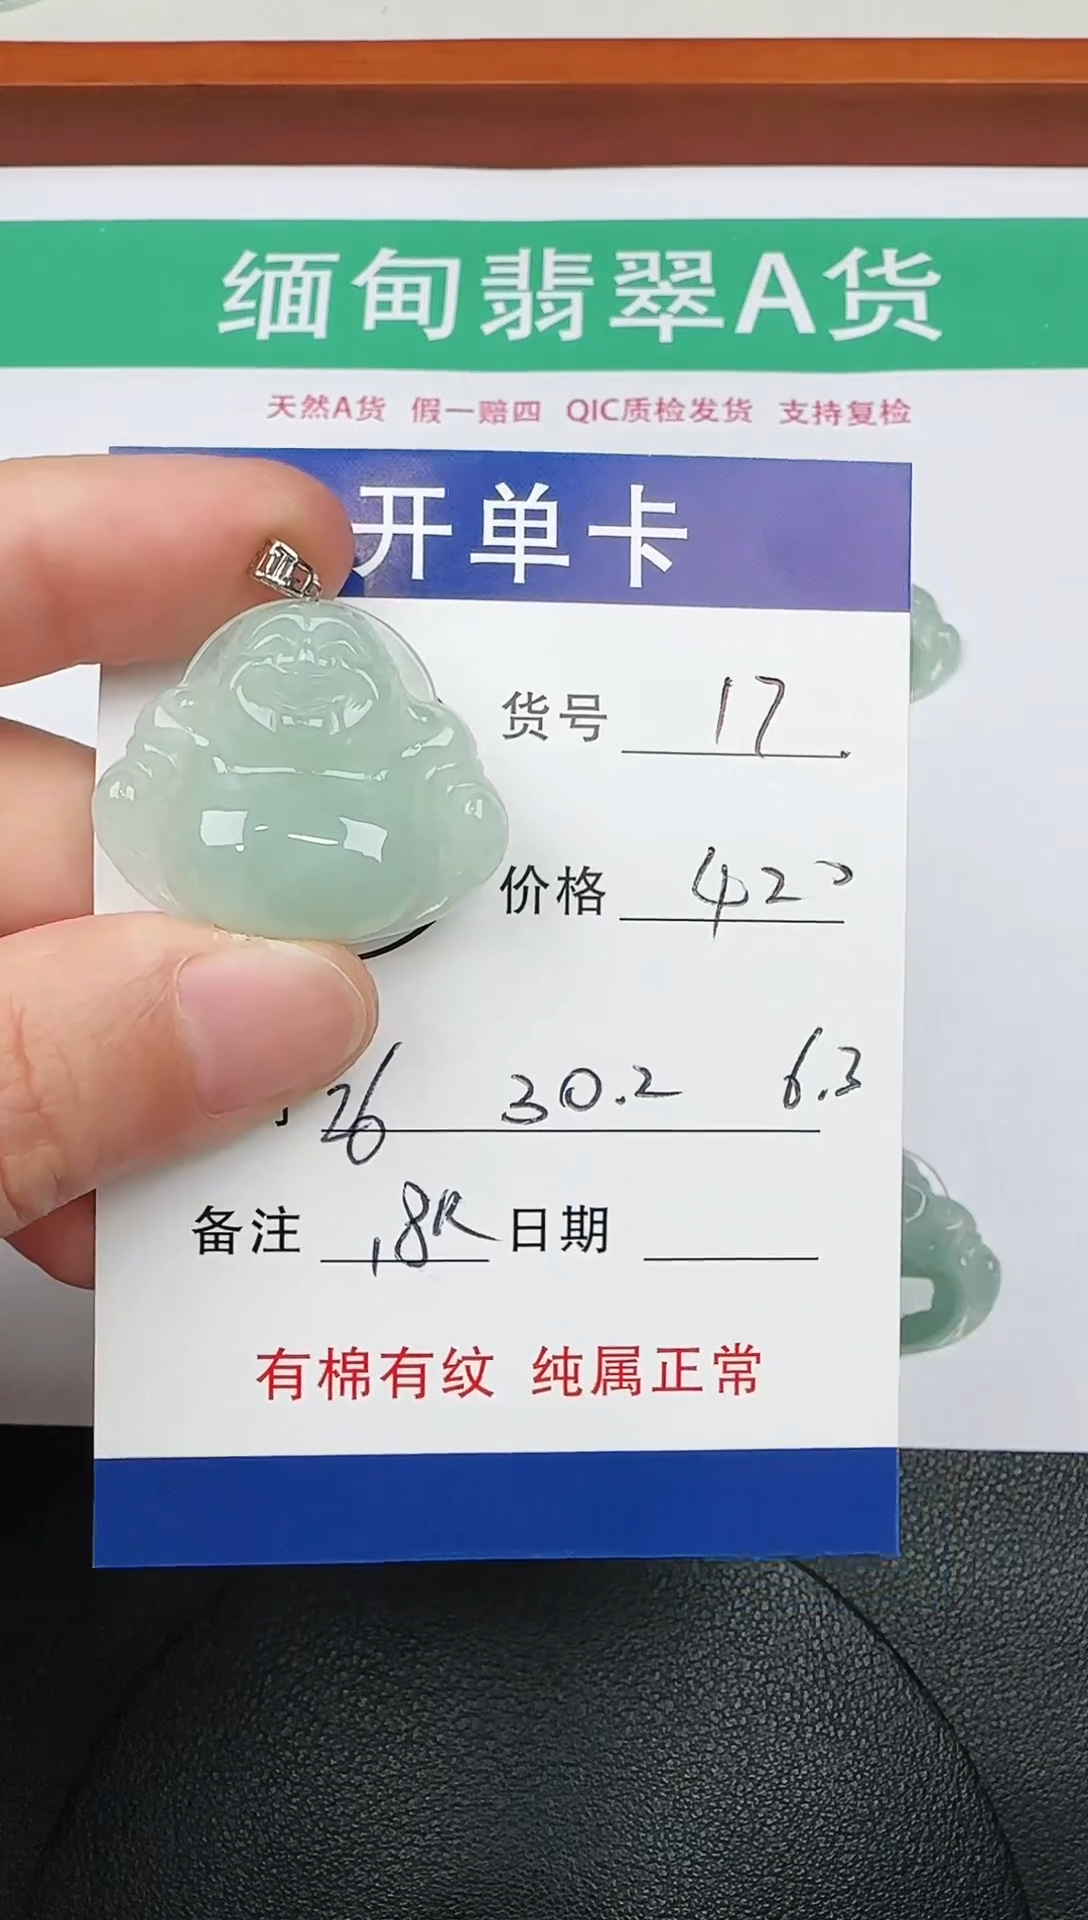 缅甸翡翠A货
天然A货 假一赔四 QIC质检发货 支持复检
开单卡
货号 17
价格 420
寸 26 30.2 6.3
备注 18K 日期
有棉有纹 纯属正常